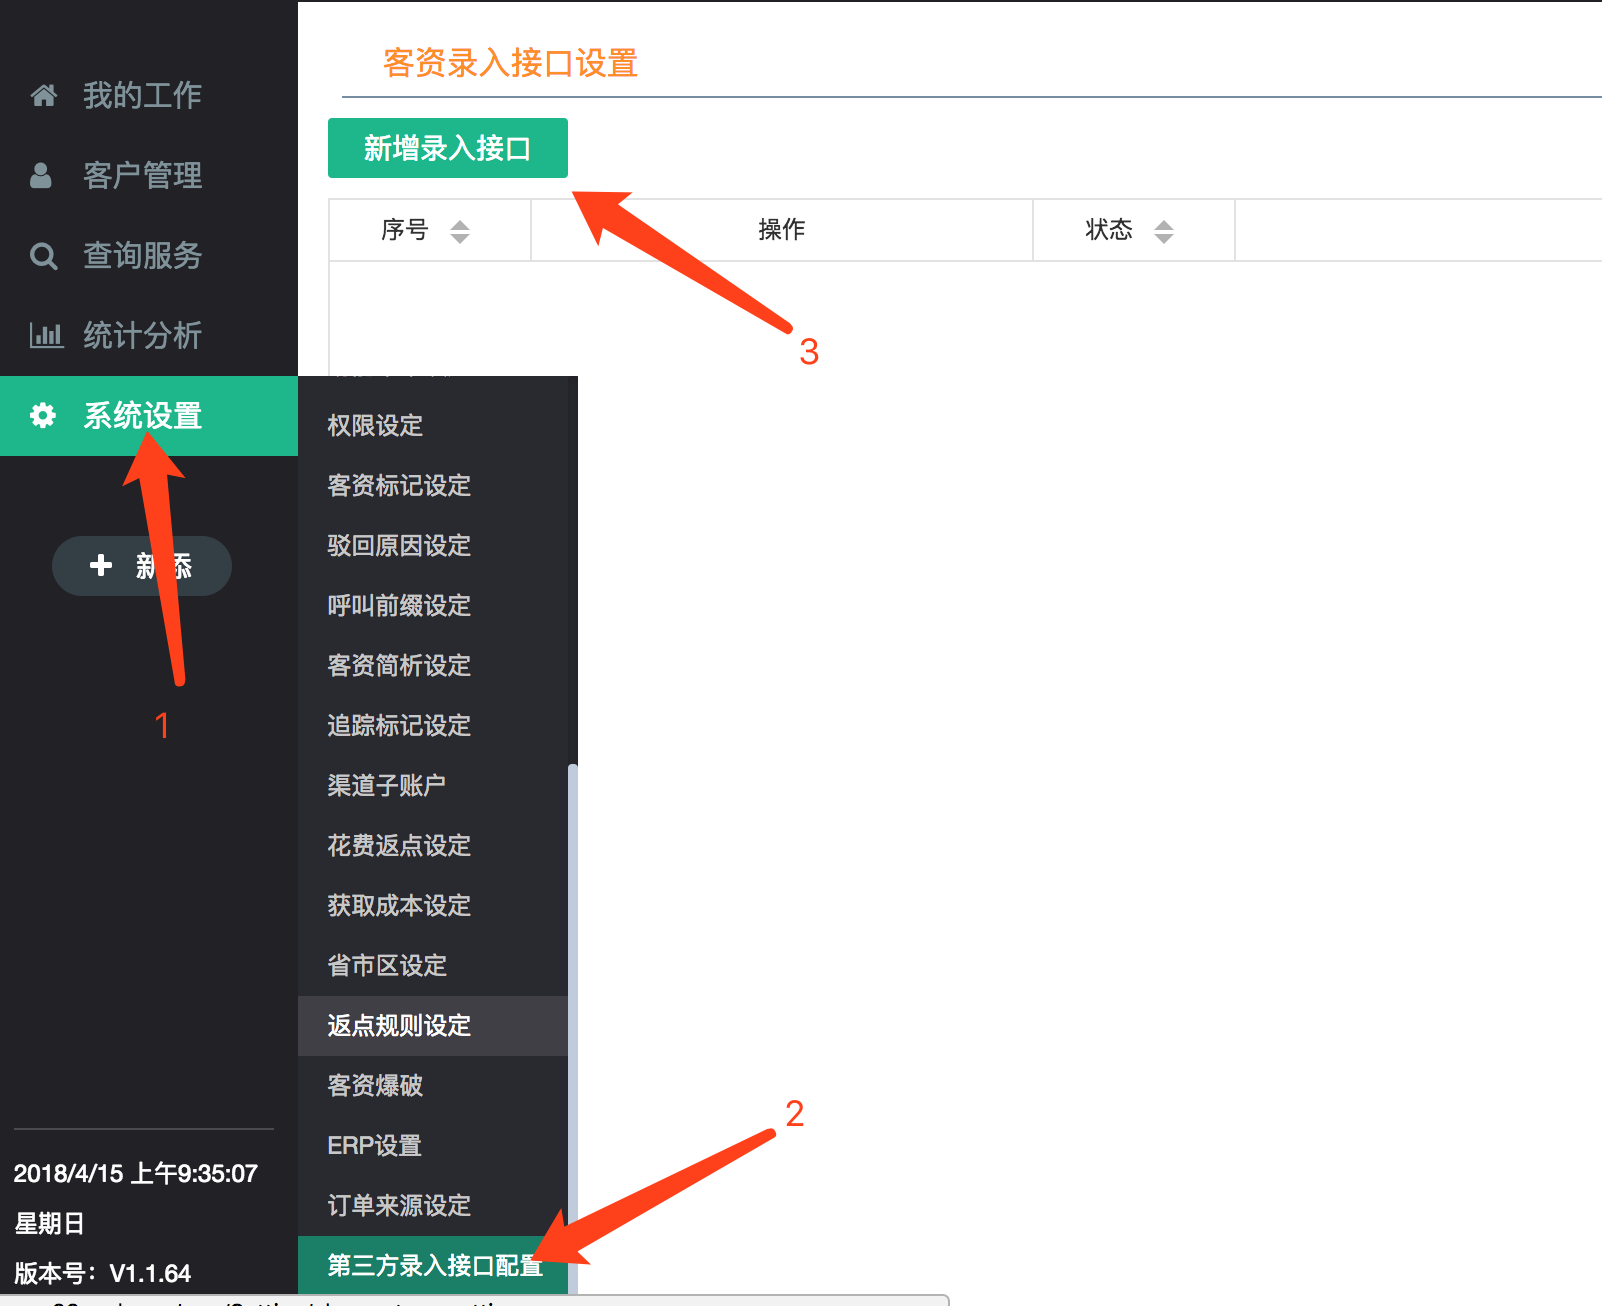 我的工作
客户管理
查询服务
统计分析
系统设置
新添
2018/4/15 上午9:35:07
星期日
版本号：V1.1.64
客资录入接口设置
新增录入接口
序号 操作 状态
权限设定
客资标记设定
驳回原因设定
呼叫前缀设定
客资简析设定
追踪标记设定
渠道子账户
花费返点设定
获取成本设定
省市区设定
返点规则设定
客资爆破
ERP设置
订单来源设定
第三方录入接口配置
1
2
3